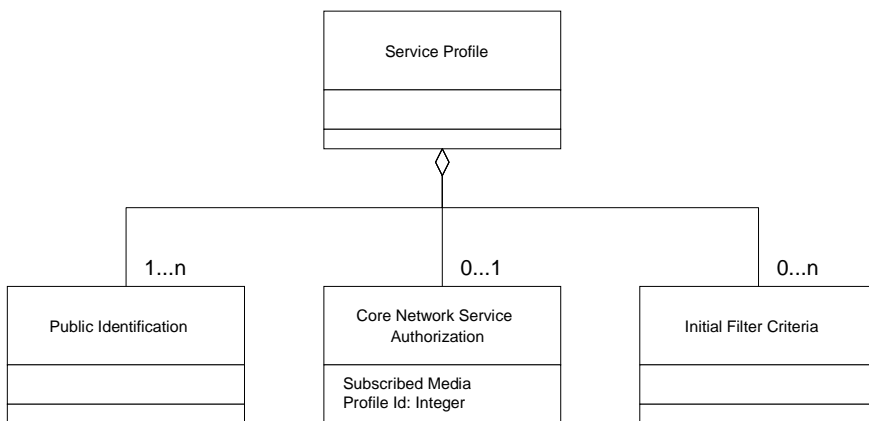 Service Profile
1...n
0...1
0...n
Public Identification
Core Network Service
Authorization
Initial Filter Criteria
Subscribed Media
Profile Id: Integer